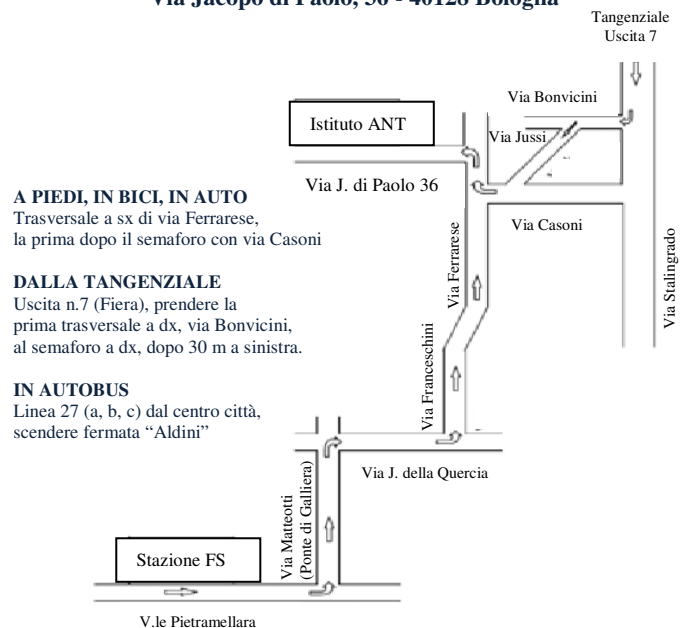 Via Jacopo di Paolo, 36 - 40128 Bologna
Tangenziale
Uscita 7
Via Bonvicini
Istituto ANT
Via Jussi
Via J. di Paolo 36
A PIEDI, IN BICI, IN AUTO
Trasversale a sx di via Ferrarese,
la prima dopo il semaforo con via Casoni
Via Casoni
Via Ferrarese
Via Stalingrado
DALLA TANGENZIALE
Uscita n.7 (Fiera), prendere la
prima trasversale a dx, via Bonvicini,
al semaforo a dx, dopo 30 m a sinistra.
Via Franceschini
IN AUTOBUS
Linea 27 (a, b, c) dal centro città,
scendere fermata “Aldini”
Via J. della Quercia
Via Matteotti
(Ponte di Galliera)
Stazione FS
V.le Pietramellara